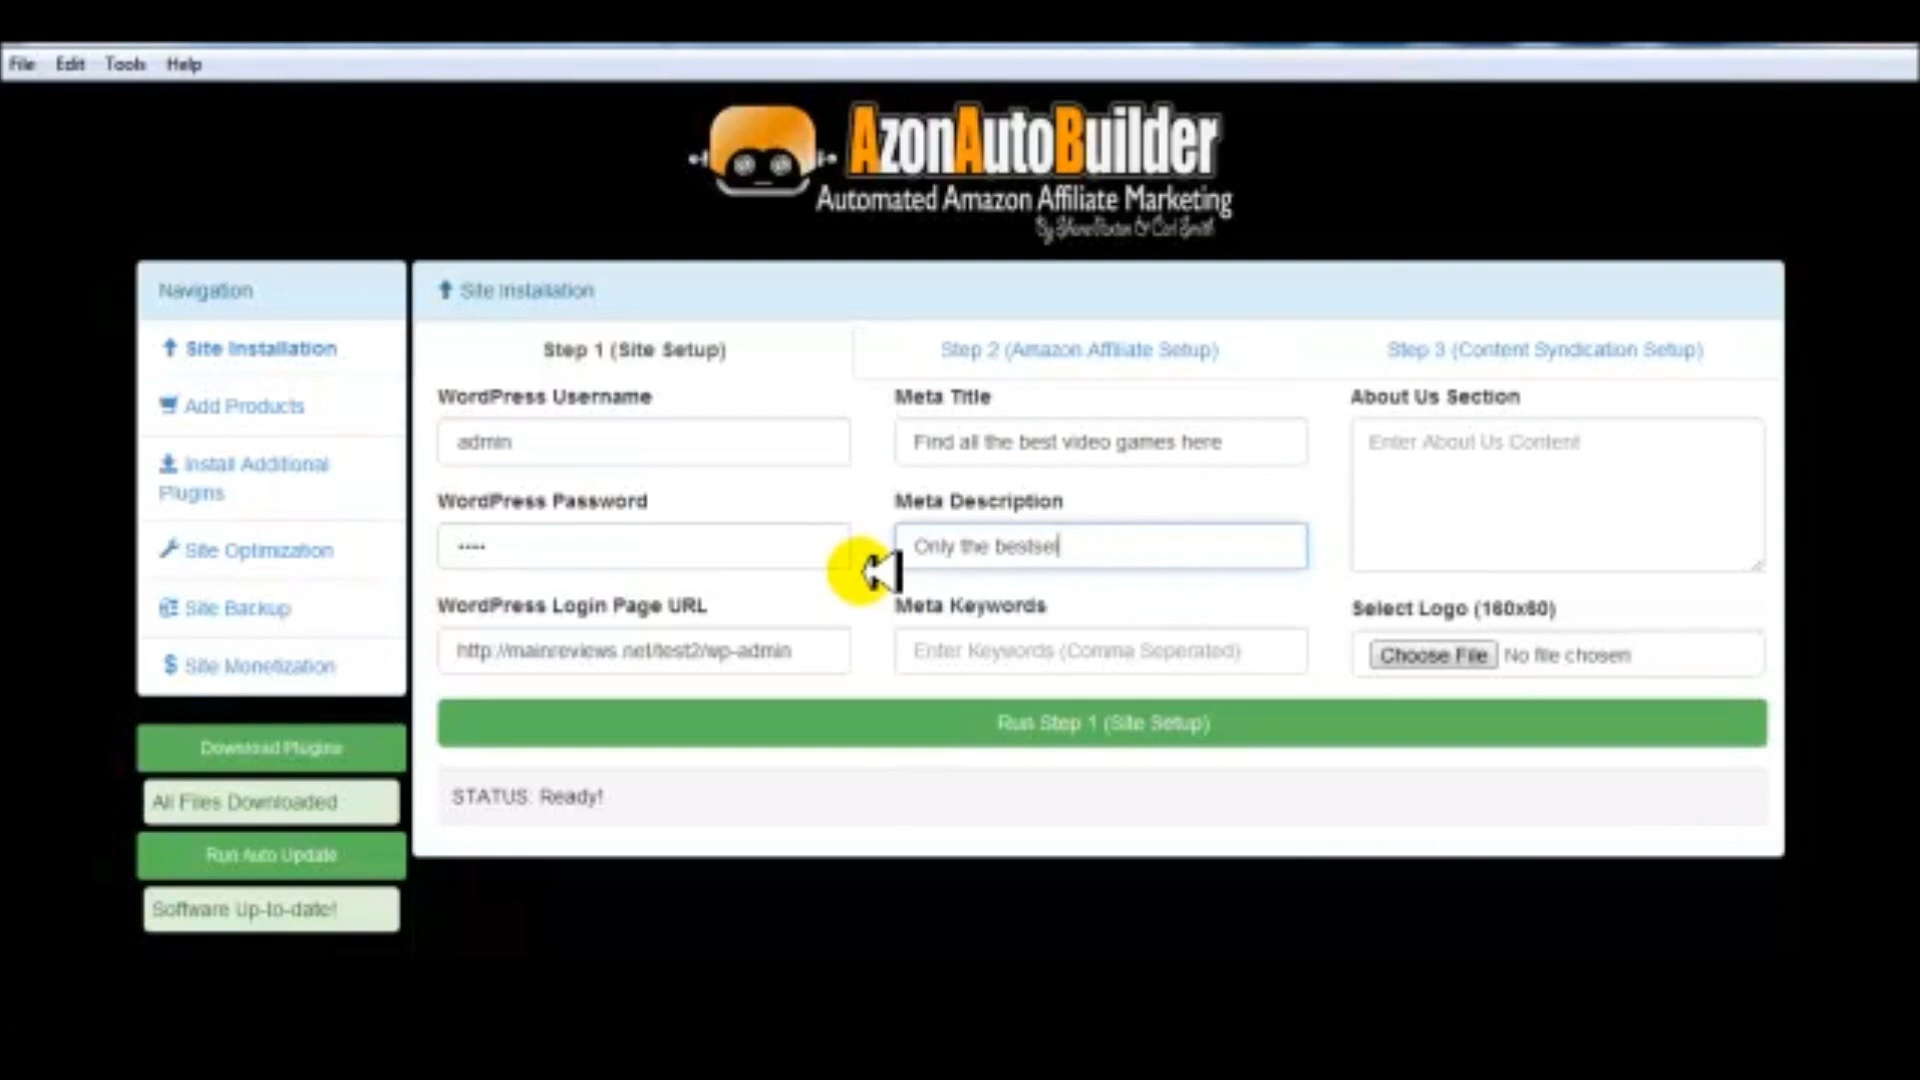 File Edit Tools Help
AzonAutoBuilder
Automated Amazon Affiliate Marketing
Navigation
Site Installation
Add Products
Install Additional
Plugins
Site Optimization
Site Backup
Site Monetization
Download Plugins
All Files Downloaded
Run Auto Update
Software Up-to-date!
Site Installation
Step 1 (Site Setup)
Step 2 (Amazon Affiliate Setup)
Step 3 (Content Syndication Setup)
WordPress Username
admin
WordPress Password
••••
WordPress Login Page URL
http://mainreviews.net/test2/wp-admin
Meta Title
Find all the best video games here
Meta Description
Only the bestsel
Meta Keywords
Enter Keywords (Comma Seperated)
About Us Section
Enter About Us Content
Select Logo (160x60)
Choose File No file chosen
Run Step 1 (Site Setup)
STATUS: Ready!